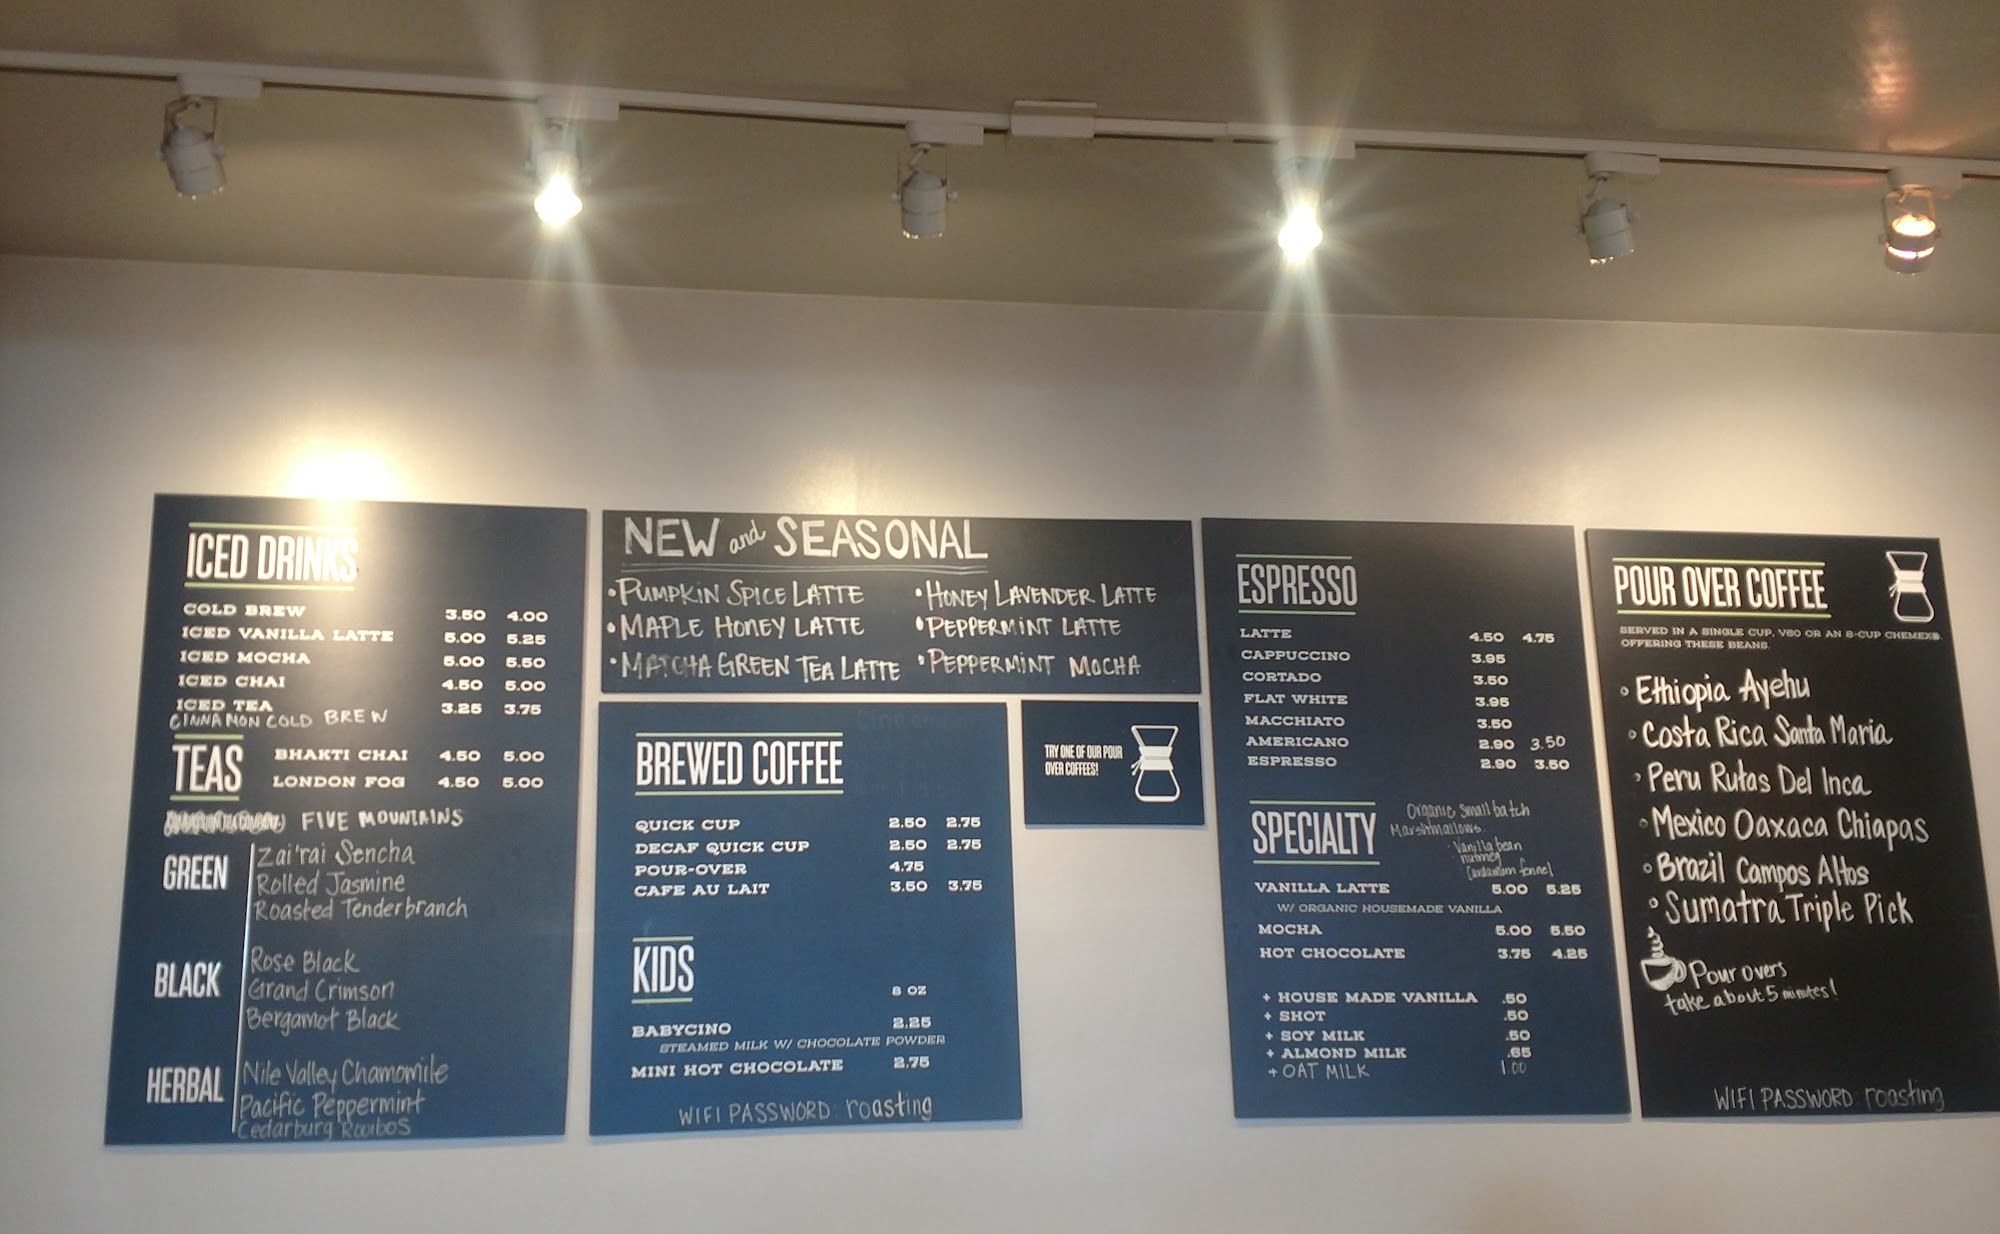 ICED DRINKS
COLD BREW 3.50 4.00
ICED VANILLA LATTE 5.00 5.25
ICED MOCHA 5.00 5.50
ICED CHAI 4.50 5.00
ICED TEA 3.25 3.75
CINNAMON COLD BREW
TEAS
BHAKTI CHAI 4.50 5.00
LONDON FOG 4.50 5.00
FIVE MOUNTAINS
GREEN
Zai'rai Sencha
Rolled Jasmine
Roasted Tenderbranch
BLACK
Rose Black
Grand Crimson
Bergamot Black
HERBAL
Nile Valley Chamomile
Pacific Peppermint
Cedarburg Rooibos
NEW and SEASONAL
• PUMPKIN SPICE LATTE
• MAPLE HONEY LATTE
• MATCHA GREEN TEA LATTE
• HONEY LAVENDER LATTE
• PEPPERMINT LATTE
• PEPPERMINT MOCHA
BREWED COFFEE
QUICK CUP 2.50 2.75
DECAF QUICK CUP 2.50 2.75
POUR-OVER 4.75
CAFE AU LAIT 3.50 3.75
KIDS
8 OZ
BABYCINO 2.25
STEAMED MILK W/ CHOCOLATE POWDER
MINI HOT CHOCOLATE 2.75
WIFI PASSWORD: roasting
TRY ONE OF OUR POUR
OVER COFFEES!
ESPRESSO
LATTE 4.50 4.75
CAPPUCCINO 3.95
CORTADO 3.50
FLAT WHITE 3.95
MACCHIATO 3.50
AMERICANO 2.90 3.50
ESPRESSO 2.90 3.50
SPECIALTY
Organic small batch
Marshmallows
· Vanilla bean
· nutmeg
· Cardamom fennel
VANILLA LATTE 5.00 5.25
W/ ORGANIC HOUSEMADE VANILLA
MOCHA 5.00 5.50
HOT CHOCOLATE 3.75 4.25
+ HOUSE MADE VANILLA .50
+ SHOT .50
+ SOY MILK .50
+ ALMOND MILK .65
+ OAT MILK 1.00
POUR OVER COFFEE
SERVED IN A SINGLE CUP, V60 OR AN 8-CUP CHEMEX®
OFFERING THESE BEANS.
Ethiopia Ayehu
Costa Rica Santa Maria
Peru Rutas Del Inca
Mexico Oaxaca Chiapas
Brazil Campos Altos
Sumatra Triple Pick
Pour overs
take about 5 minutes!
WIFI PASSWORD: roasting